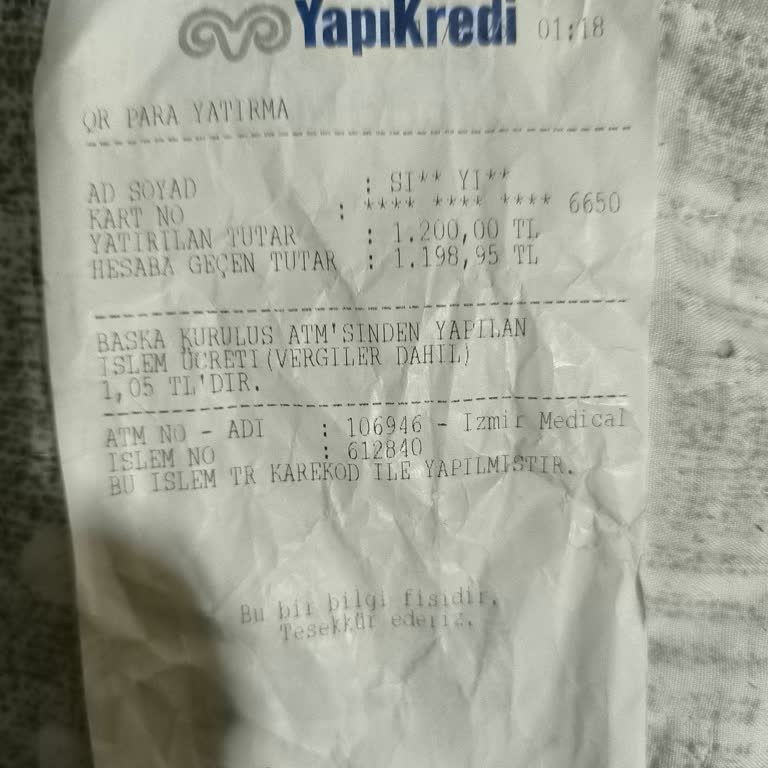 YapıKredi 01:18
QR PARA YATIRMA
AD SOYAD : SI** YI**
KART NO : **** **** **** 6650
YATIRILAN TUTAR : 1.200,00 TL
HESABA GEÇEN TUTAR : 1.198,95 TL
BASKA KURULUS ATM'SINDEN YAPILAN
ISLEM ÜCRETI(VERGILER DAHIL)
1,05 TL'DIR.
ATM NO - ADI : 106946 - Izmir Medical
ISLEM NO : 612840
BU ISLEM TR KAREKOD ILE YAPILMISTIR.
Bu bir bilgi fisidir.
Tesekkür ederiz.